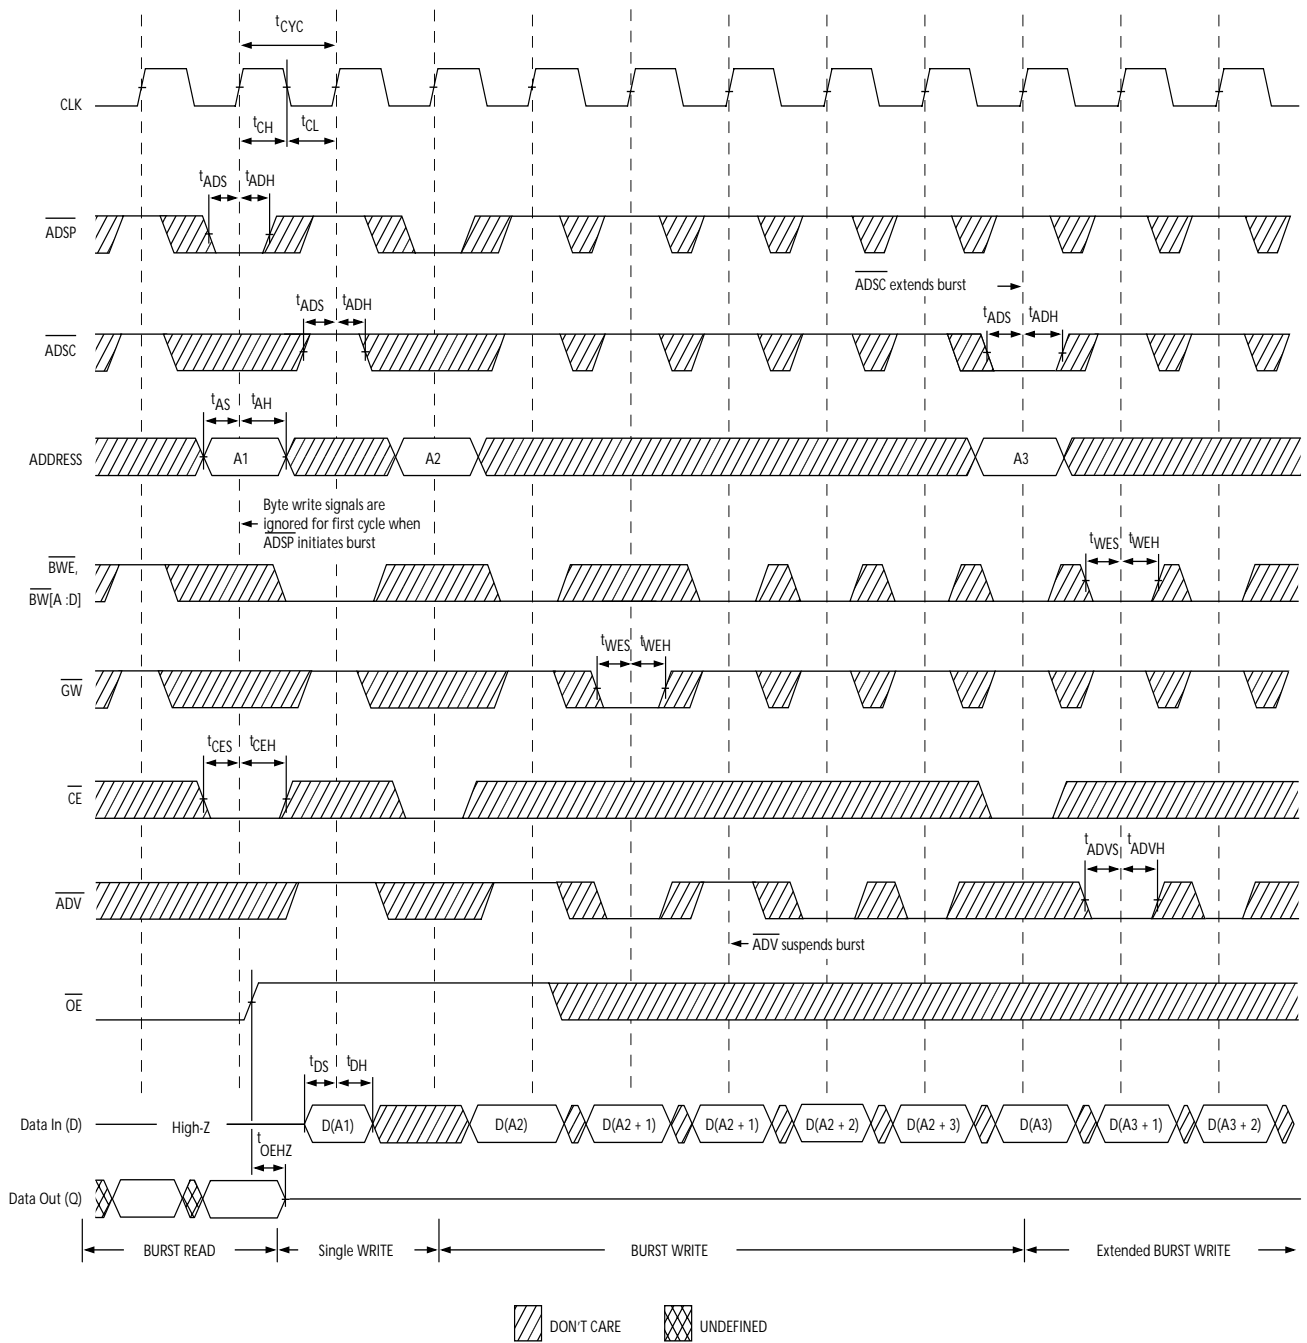 tCYC
CLK
tCH
tCL
tADS
tADH
ADSP
ADSC extends burst
tADS
tADH
tADS
tADH
ADSC
tAS
tAH
ADDRESS
A1
A2
A3
Byte write signals are
ignored for first cycle when
ADSP initiates burst
BWE,
BW[A :D]
tWES
tWEH
tWES
tWEH
GW
tCES
tCEH
CE
tADVS
tADVH
ADV
ADV suspends burst
OE
tDS
tDH
Data In (D)
High-Z
D(A1)
D(A2)
D(A2 + 1)
D(A2 + 1)
D(A2 + 2)
D(A2 + 3)
D(A3)
D(A3 + 1)
D(A3 + 2)
tOEHZ
Data Out (Q)
BURST READ
Single WRITE
BURST WRITE
Extended BURST WRITE
DON'T CARE
UNDEFINED